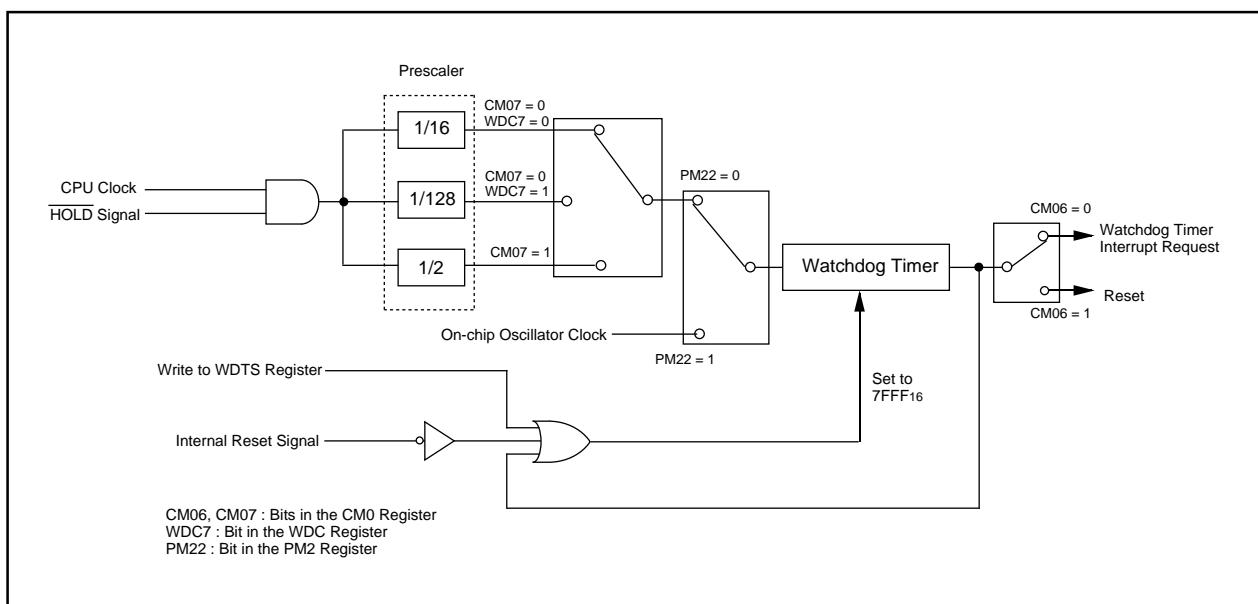 Prescaler
CM07 = 0
WDC7 = 0
1/16
CM07 = 0
WDC7 = 1
1/128
CM07 = 1
1/2
CPU Clock
HOLD Signal
PM22 = 0
On-chip Oscillator Clock
PM22 = 1
Watchdog Timer
CM06 = 0
Watchdog Timer
Interrupt Request
Reset
CM06 = 1
Write to WDTS Register
Set to
7FFF16
Internal Reset Signal
CM06, CM07 : Bits in the CM0 Register
WDC7 : Bit in the WDC Register
PM22 : Bit in the PM2 Register